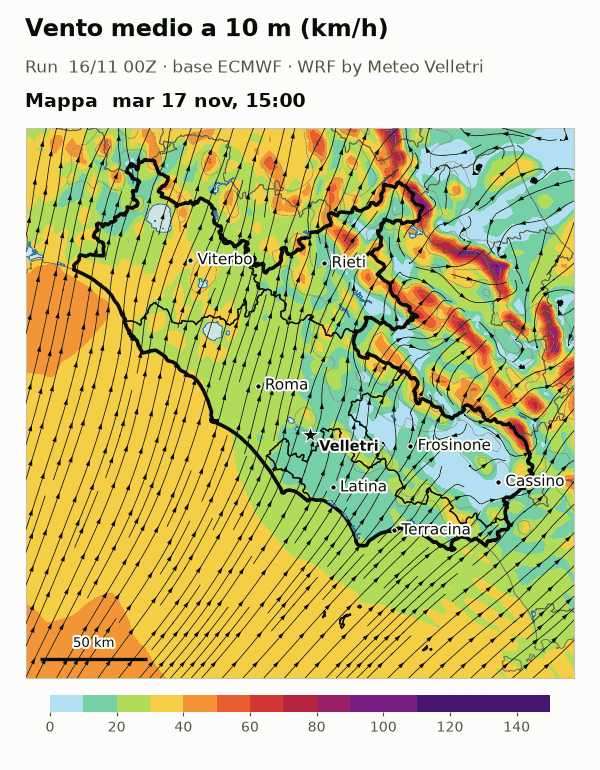 Vento medio a 10 m (km/h)
Run 16/11 00Z · base ECMWF · WRF by Meteo Velletri
Mappa mar 17 nov, 15:00
Viterbo
Rieti
Roma
Velletri
Frosinone
Cassino
Latina
Terracina
50 km
0 20 40 60 80 100 120 140